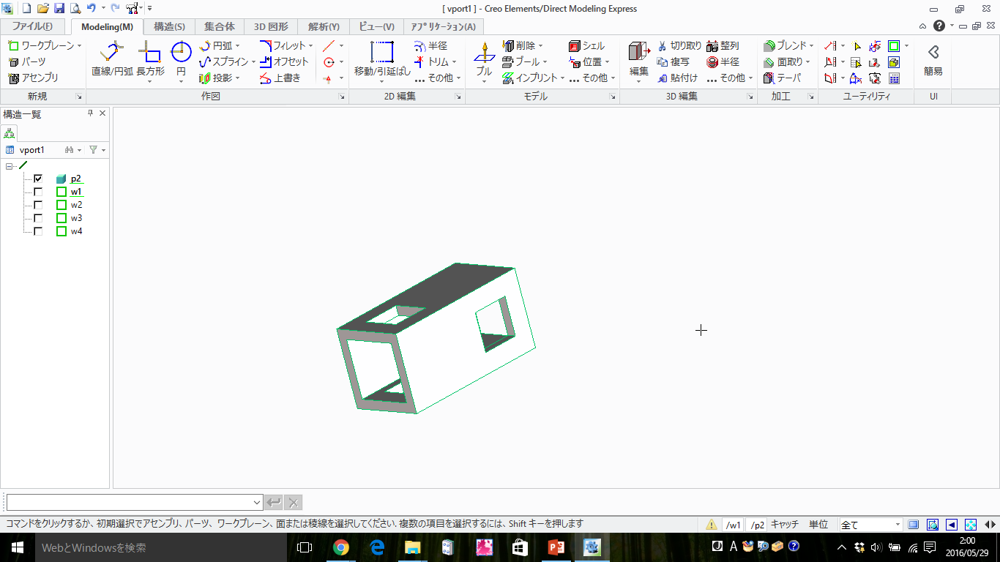 [ vport1 ] - Creo Elements/Direct Modeling Express
ファイル(F) Modeling(M) 構造(S) 集合体 3D 図形 解析(Y) ビュー(V) アプリケーション(A)
ワークプレーン 円弧 フィレット 半径 削除 シェル 切り取り 整列 ブレンド
パーツ スプライン オフセット トリム ブール 位置 複写 半径 面取り
アセンブリ 直線/円弧 長方形 円 投影 上書き 移動/引延ばし ... その他 プル インプリント ... その他 編集 貼付け ... その他 テーパ 簡易
新規 作図 2D 編集 モデル 3D 編集 加工 ユーティリティ UI
構造一覧
vport1
p2
w1
w2
w3
w4
コマンドをクリックするか、初期選択でアセンブリ、パーツ、ワークプレーン、面または稜線を選択してください. 複数の項目を選択するには、Shift キーを押します
/w1 /p2 キャッチ 単位 全て
WebとWindowsを検索
A
2:00
2016/05/29